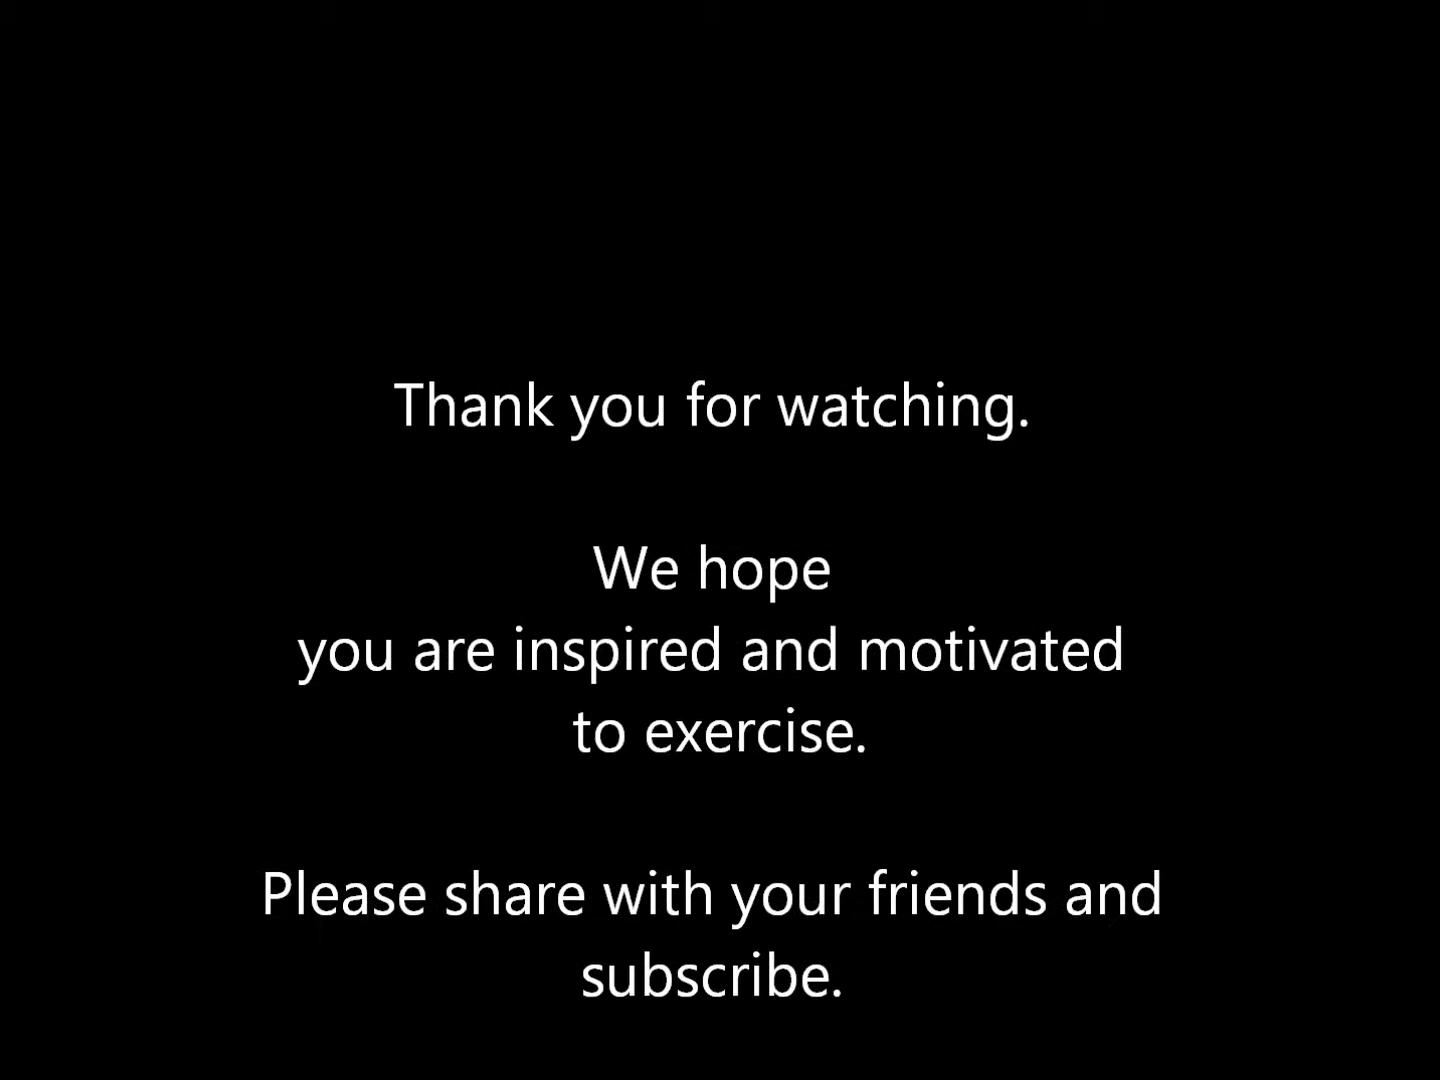 Thank you for watching.
We hope
you are inspired and motivated
to exercise.
Please share with your friends and
subscribe.